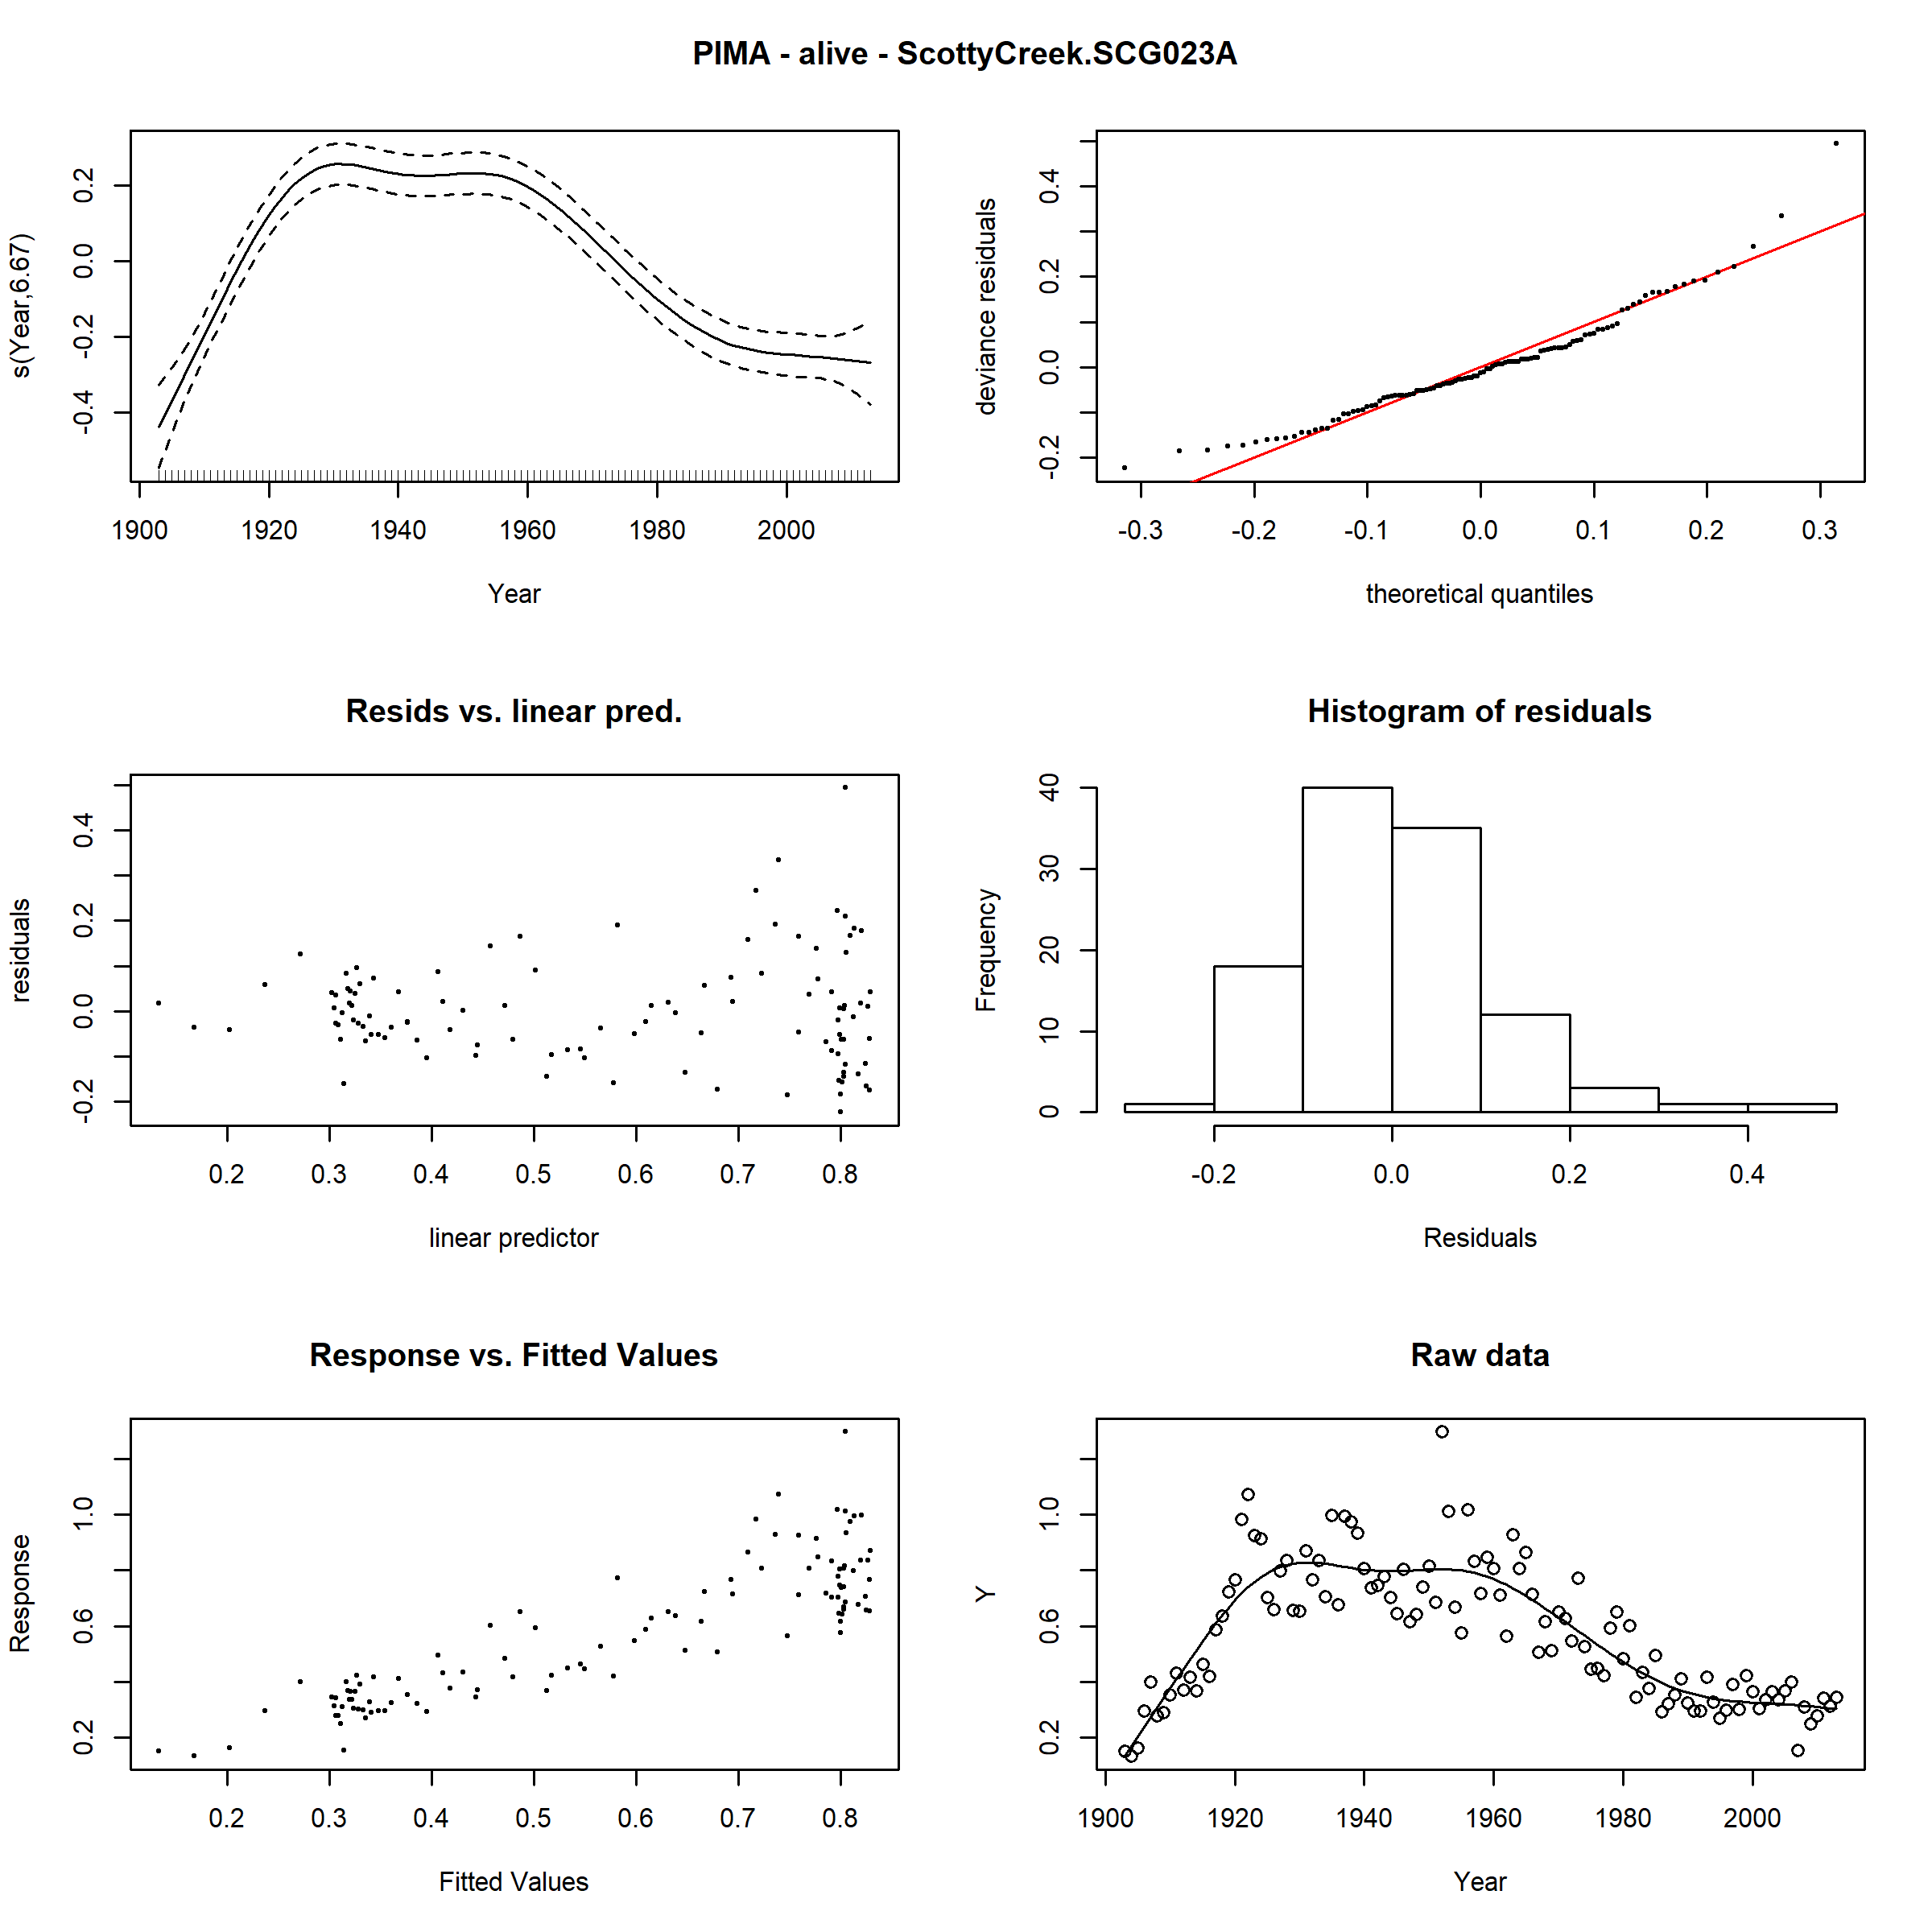 PIMA - alive - ScottyCreek.SCG023A
s(Year,6.67)
0.2
0.0
-0.2
-0.4
1900 1920 1940 1960 1980 2000
Year
deviance residuals
0.4
0.2
0.0
-0.2
-0.3 -0.2 -0.1 0.0 0.1 0.2 0.3
theoretical quantiles
Resids vs. linear pred.
residuals
0.4
0.2
0.0
-0.2
0.2 0.3 0.4 0.5 0.6 0.7 0.8
linear predictor
Histogram of residuals
Frequency
40
30
20
10
0
-0.2 0.0 0.2 0.4
Residuals
Response vs. Fitted Values
Response
1.0
0.6
0.2
0.2 0.3 0.4 0.5 0.6 0.7 0.8
Fitted Values
Raw data
Y
1.0
0.6
0.2
1900 1920 1940 1960 1980 2000
Year